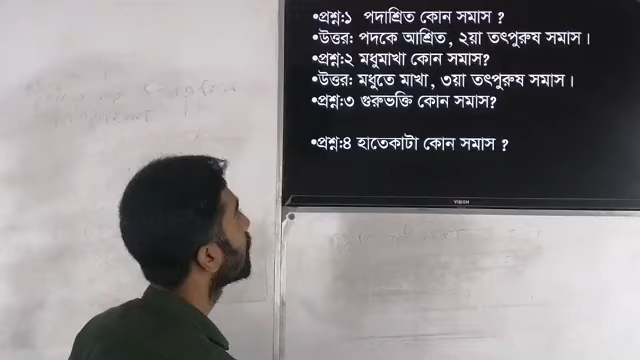 •প্রশ্ন:১ পদাশ্রিত কোন সমাস ?
•উত্তর: পদকে আশ্রিত, ২য়া তৎপুরুষ সমাস।
•প্রশ্ন:২ মধুমাখা কোন সমাস?
•উত্তর: মধুতে মাখা, ৩য়া তৎপুরুষ সমাস।
•প্রশ্ন:৩ গুরুভক্তি কোন সমাস?
•প্রশ্ন:৪ হাতেকাটা কোন সমাস ?
VISION